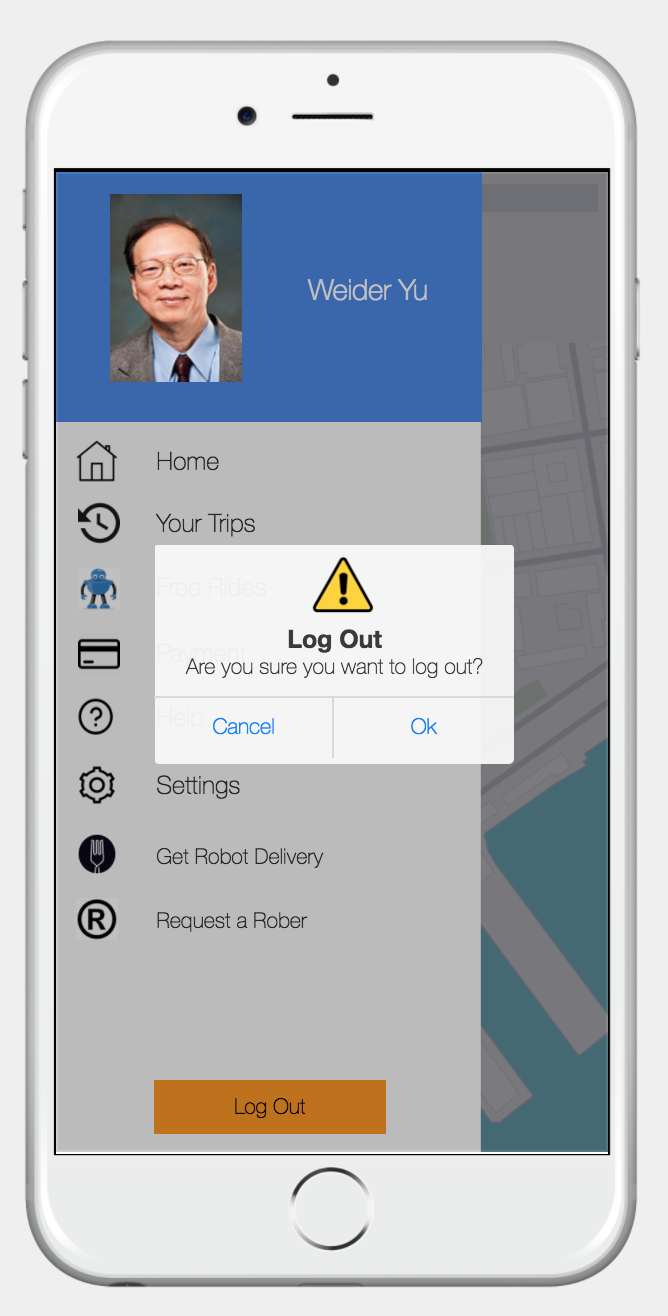 Weider Yu
Home
Your Trips
Free Rides
Payment
Help
Log Out
Are you sure you want to log out?
Cancel
Ok
Settings
Get Robot Delivery
R
Request a Rober
Log Out